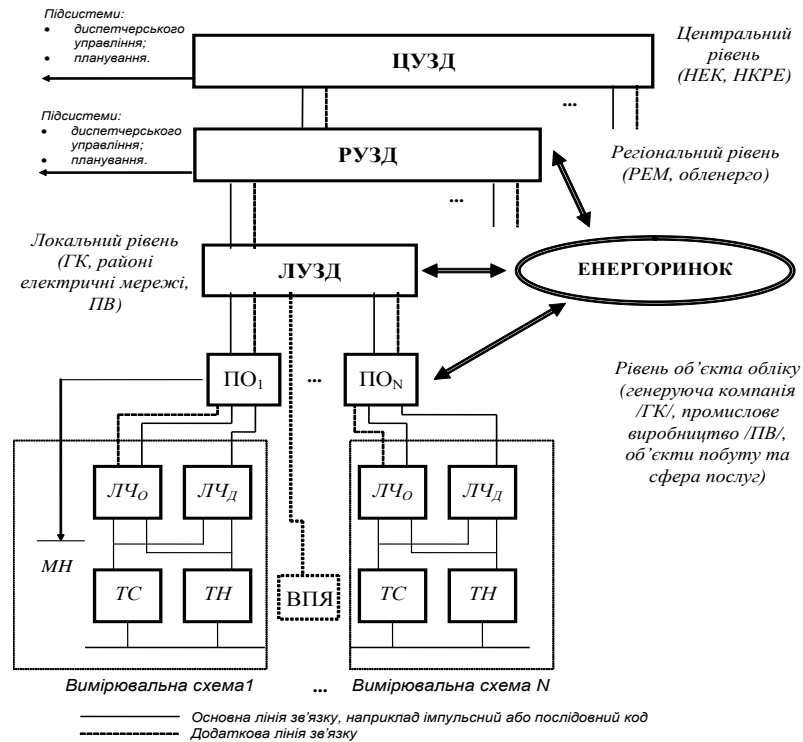 Підсистеми:
• диспетчерського
управління;
• планування.
ЦУЗД
Центральний
рівень
(НЕК, НКРЕ)
...
Підсистеми:
• диспетчерського
управління;
• планування.
РУЗД
Регіональний рівень
(РЕМ, обленерго)
...
Локальний рівень
(ГК, районі
електричні мережі,
ПВ)
ЛУЗД
ЕНЕРГОРИНОК
ПО1
...
ПОN
Рівень об’єкта обліку
(генеруюча компанія
/ГК/, промислове
виробництво /ПВ/,
об’єкти побуту та
сфера послуг)
ЛЧО
ЛЧД
ЛЧО
ЛЧД
МН
ТС
ТН
ВПЯ
ТС
ТН
Вимірювальна схема1
...
Вимірювальна схема N
Основна лінія зв’язку, наприклад імпульсний або послідовний код
Додаткова лінія зв’язку